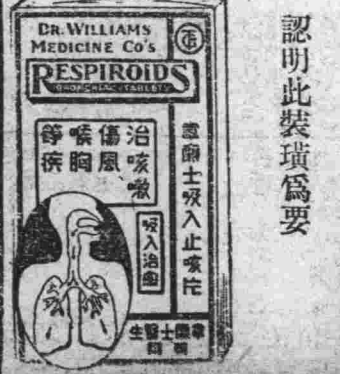 認明此裝璜爲要
DR. WILLIAMS
MEDICINE CO'S
RESPIROIDS
BRONCHIAL TABLETS
韋廉士吸入止咳片
治咳嗽
傷風
喉胸
等疾
吸入治
韋廉士醫生
藥局